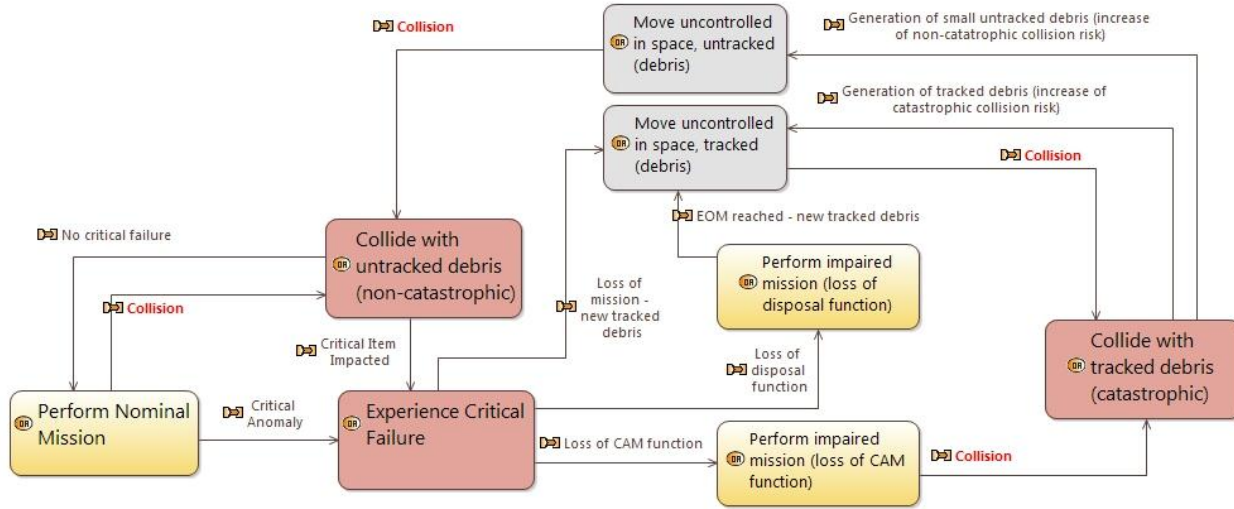 Collision
Move uncontrolled
in space, untracked
(debris)
Generation of small untracked debris (increase
of non-catatrophic collision risk)
Generation of tracked debris (increase of
catastrophic collision risk)
Move uncontrolled
in space, tracked
(debris)
Collision
EOM reached - new tracked debris
No critical failure
Collide with
untracked debris
(non-catastrophic)
Perform impaired
mission (loss of
disposal function)
Loss of
mission -
new tracked
debris
Collision
Critical Item
Impacted
Loss of
disposal
function
Collide with
tracked debris
(catastrophic)
Perform Nominal
Mission
Critical
Anomaly
Experience Critical
Failure
Loss of CAM function
Perform impaired
mission (loss of CAM
function)
Collision